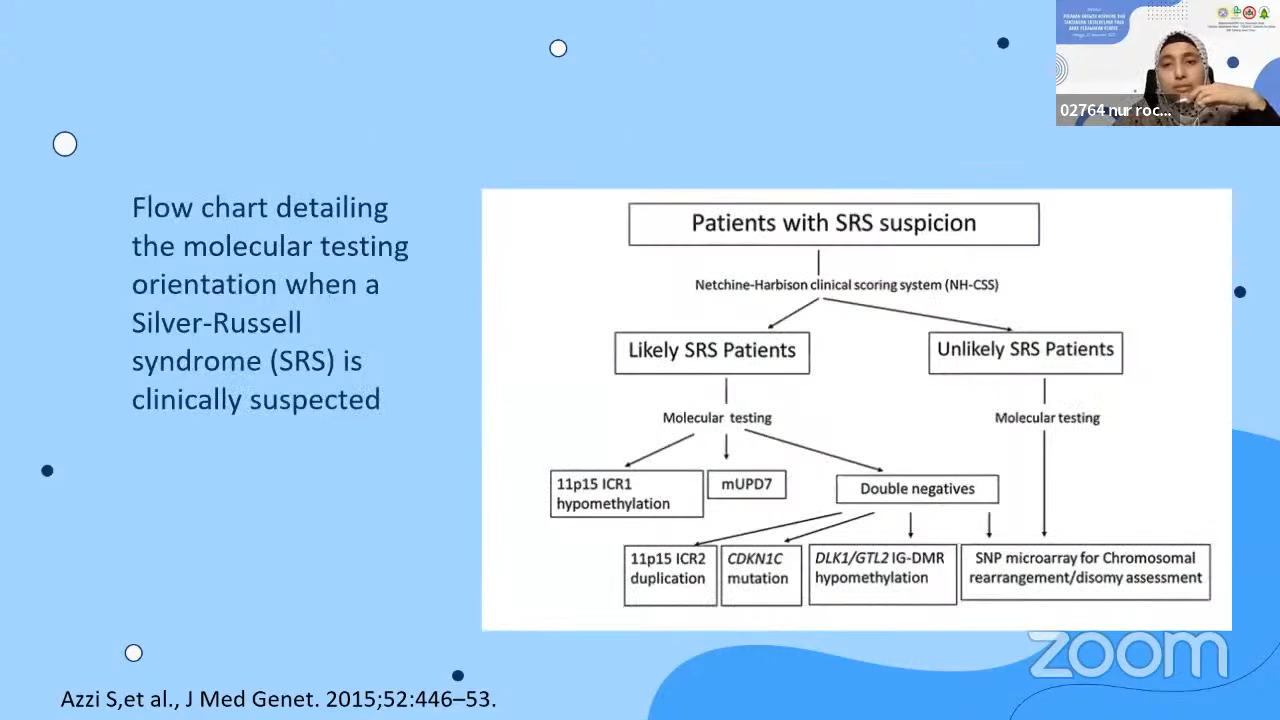 02764 nur roc...
Flow chart detailing
the molecular testing
orientation when a
Silver-Russell
syndrome (SRS) is
clinically suspected
Patients with SRS suspicion
Netchine-Harbison clinical scoring system (NH-CSS)
Likely SRS Patients
Unlikely SRS Patients
Molecular testing
Molecular testing
11p15 ICR1
hypomethylation
mUPD7
Double negatives
11p15 ICR2
duplication
CDKN1C
mutation
DLK1/GTL2 IG-DMR
hypomethylation
SNP microarray for Chromosomal
rearrangement/disomy assessment
zoom
Azzi S,et al., J Med Genet. 2015;52:446–53.